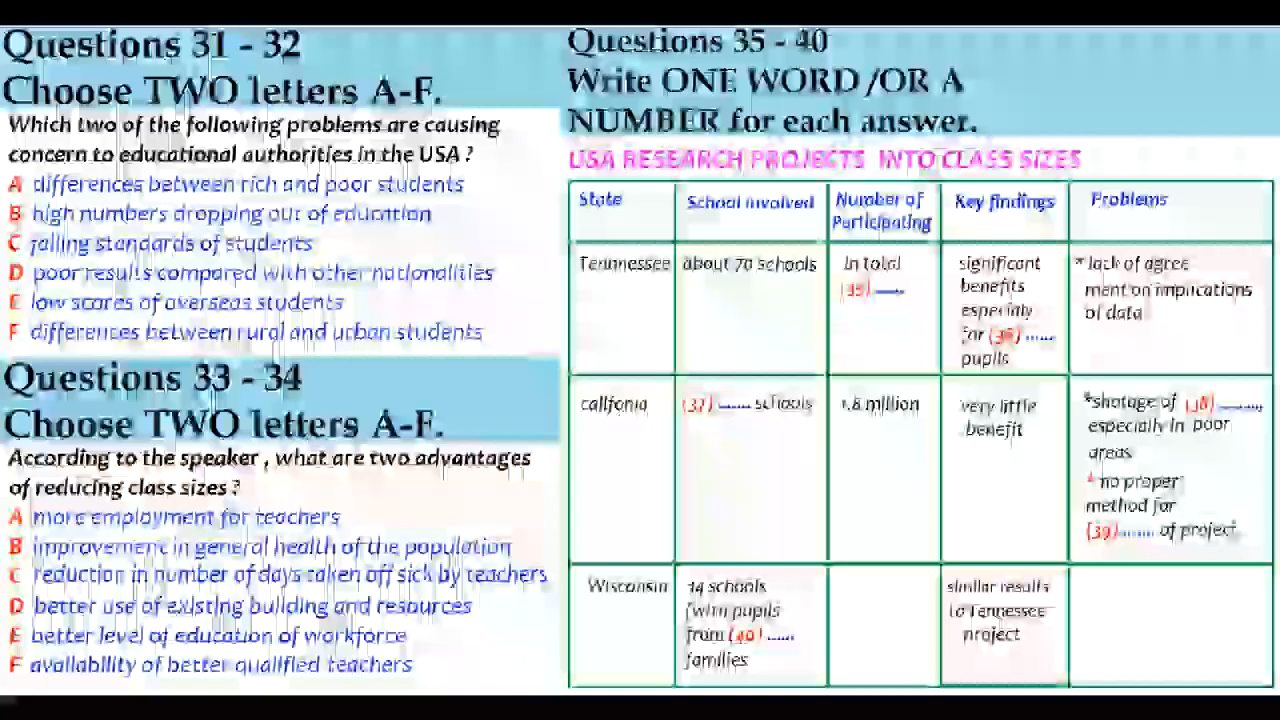 Questions 31 - 32
Choose TWO letters A-F.
Which two of the following problems are causing
concern to educational authorities in the USA ?
A differences between rich and poor students
B high numbers dropping out of education
C falling standards of students
D poor results compared with other nationalities
E low scores of overseas students
F differences between rural and urban students
Questions 33 - 34
Choose TWO letters A-F.
According to the speaker , what are two advantages
of reducing class sizes ?
A more employment for teachers
B improvement in general health of the population
C reduction in number of days taken off sick by teachers
D better use of existing building and resources
E better level of education of workforce
F availability of better qualified teachers
Questions 35 - 40
Write ONE WORD /OR A
NUMBER for each answer.
USA RESEARCH PROJECTS INTO CLASS SIZES
State
School involved
Number of
Participating
Key findings
Problems
Tennessee
about 70 schools
In total
(35) ......
significant
benefits
especially
for (36) ......
pupils
* lack of agree
ment on implications
of data
califonia
(37) ...... schools
1.8 million
very little
benefit
*shotage of (38) ........
especially in poor
areas
* no proper
method for
(39) ...... of project
Wisconsin
14 schools
(with pupils
from (40) ......
families
similar results
to Tennessee
project